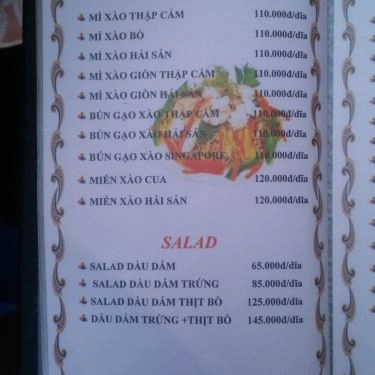 MÌ XÀO THẬP CẨM 110.000đ/dĩa
MÌ XÀO BÒ 110.000đ/dĩa
MÌ XÀO HẢI SẢN 110.000đ/dĩa
MÌ XÀO GIÒN THẬP CẨM 110.000đ/dĩa
MÌ XÀO GIÒN HẢI SẢN 110.000đ/dĩa
BÚN GẠO XÀO THẬP CẨM 110.000đ/dĩa
BÚN GẠO XÀO HẢI SẢN 110.000đ/dĩa
BÚN GẠO XÀO SINGAPORE 110.000đ/dĩa
MIẾN XÀO CUA 120.000đ/dĩa
MIẾN XÀO HẢI SẢN 120.000đ/dĩa
SALAD
SALAD DẦU DẤM 65.000đ/dĩa
SALAD DẦU DẤM TRỨNG 85.000đ/dĩa
SALAD DẦU DẤM THỊT BÒ 125.000đ/dĩa
DẦU DẤM TRỨNG +THỊT BÒ 145.000đ/dĩa